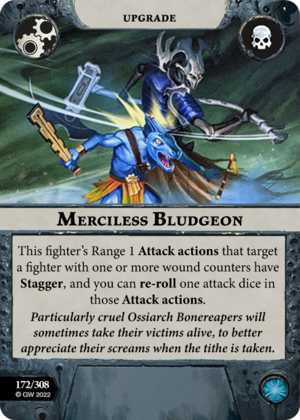 UPGRADE
MERCILESS BLUDGEON
This fighter's Range 1 Attack actions that target
a fighter with one or more wound counters have
Stagger, and you can re-roll one attack dice in
those Attack actions.
Particularly cruel Ossiarch Bonereapers will
sometimes take their victims alive, to better
appreciate their screams when the tithe is taken.
172/308
© GW 2022